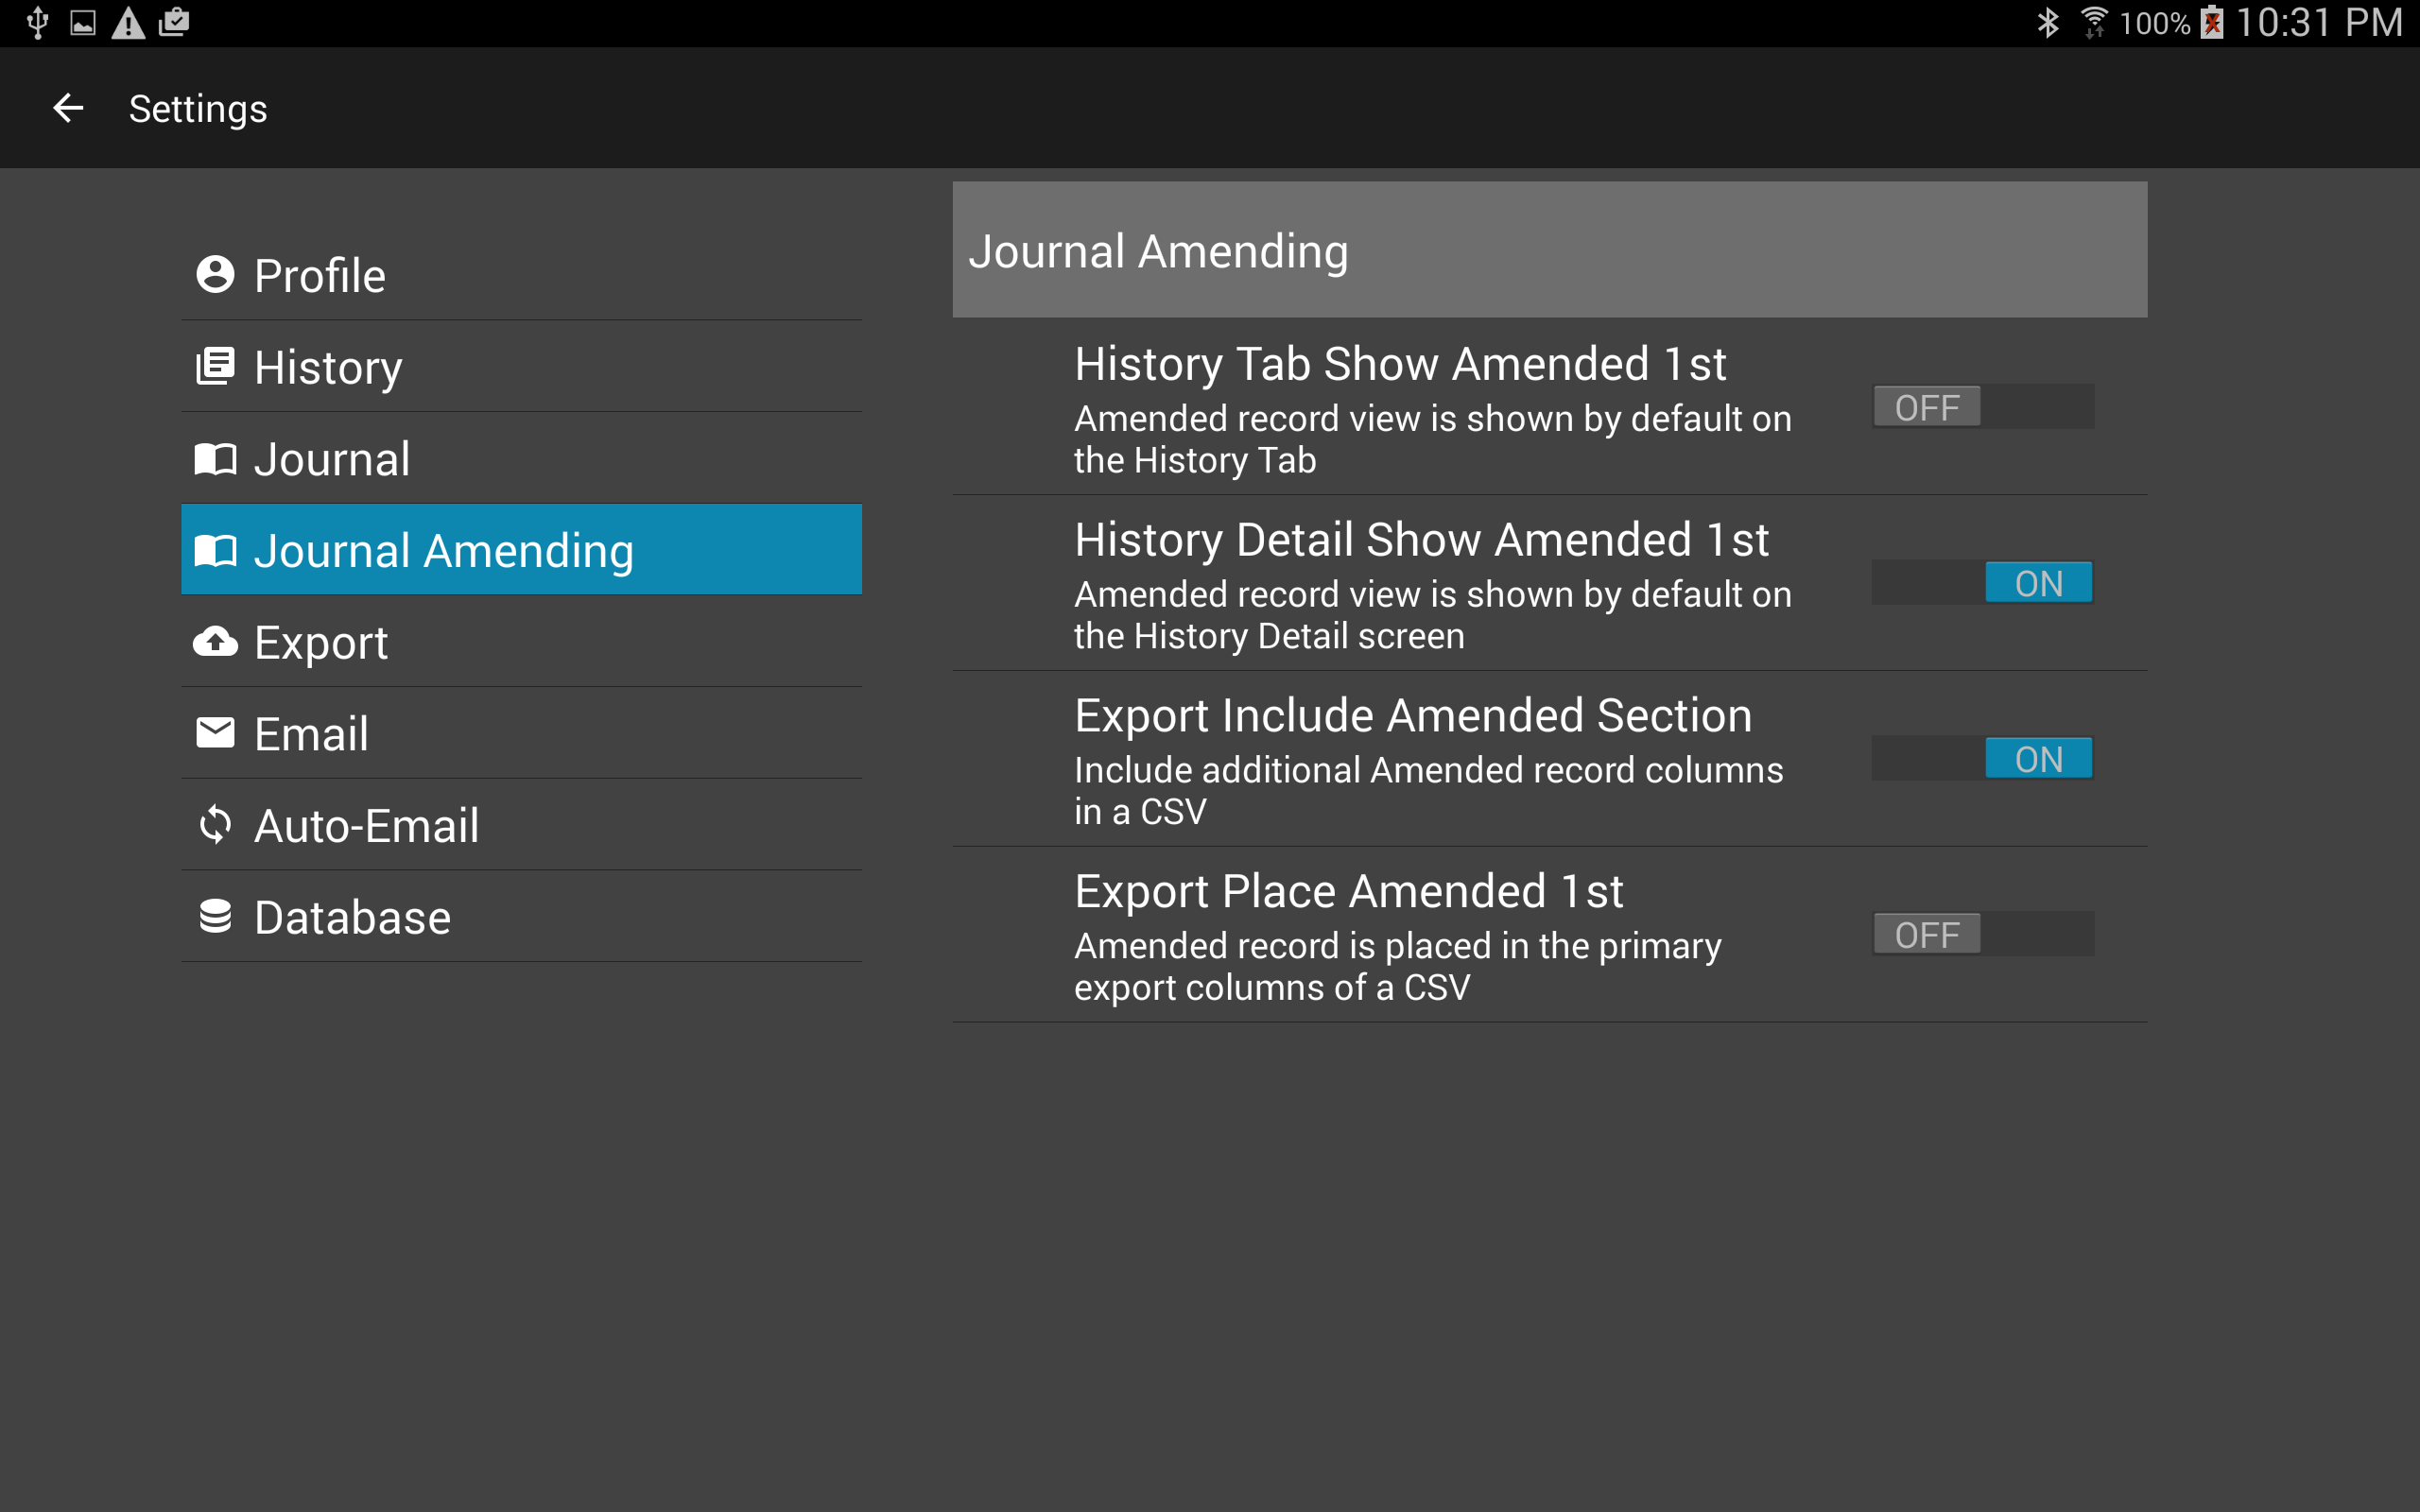 100% 10:31 PM
Settings
Profile
History
Journal
Journal Amending
Export
Email
Auto-Email
Database
Journal Amending
History Tab Show Amended 1st
Amended record view is shown by default on
the History Tab
OFF
History Detail Show Amended 1st
Amended record view is shown by default on
the History Detail screen
ON
Export Include Amended Section
Include additional Amended record columns
in a CSV
ON
Export Place Amended 1st
Amended record is placed in the primary
export columns of a CSV
OFF